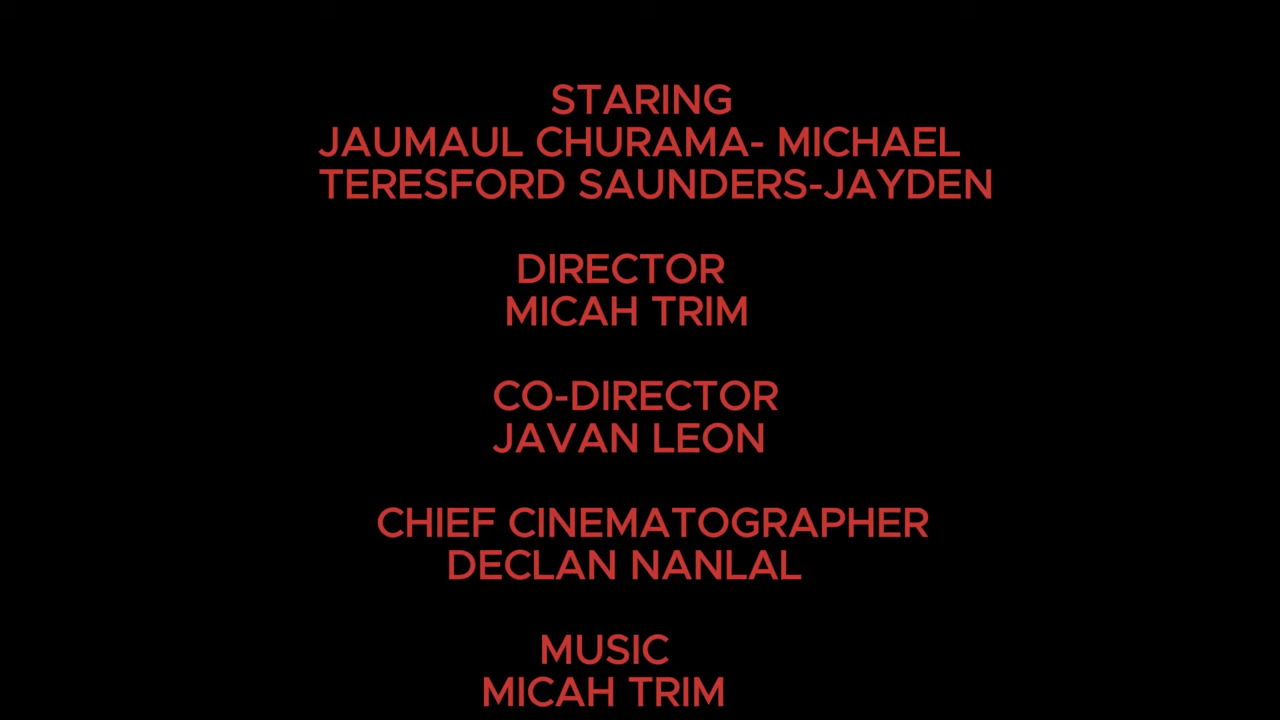 STARING
JAUMAUL CHURAMA- MICHAEL
TERESFORD SAUNDERS-JAYDEN
DIRECTOR
MICAH TRIM
CO-DIRECTOR
JAVAN LEON
CHIEF CINEMATOGRAPHER
DECLAN NANLAL
MUSIC
MICAH TRIM